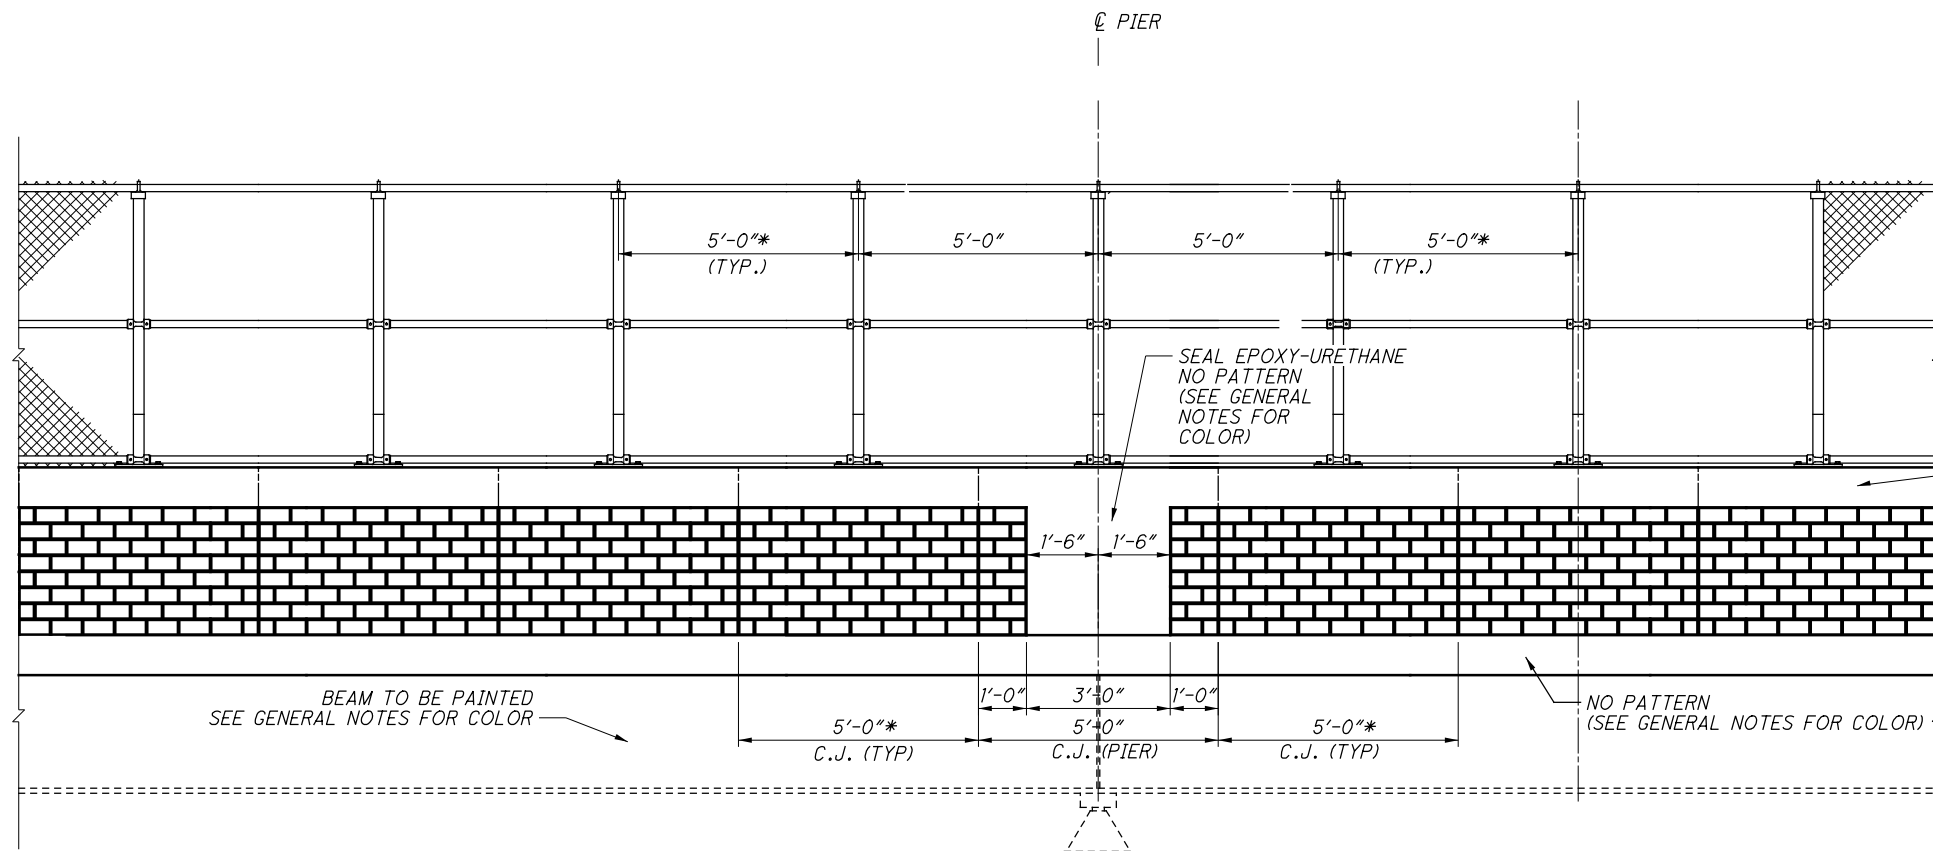 ℄ PIER
5'-0"*
(TYP.)
5'-0"
5'-0"
5'-0"*
(TYP.)
SEAL EPOXY-URETHANE
NO PATTERN
(SEE GENERAL
NOTES FOR
COLOR)
1'-6"
1'-6"
BEAM TO BE PAINTED
SEE GENERAL NOTES FOR COLOR
1'-0"
3'-0"
1'-0"
NO PATTERN
(SEE GENERAL NOTES FOR COLOR)
5'-0"*
C.J. (TYP)
5'-0"
C.J. (PIER)
5'-0"*
C.J. (TYP)